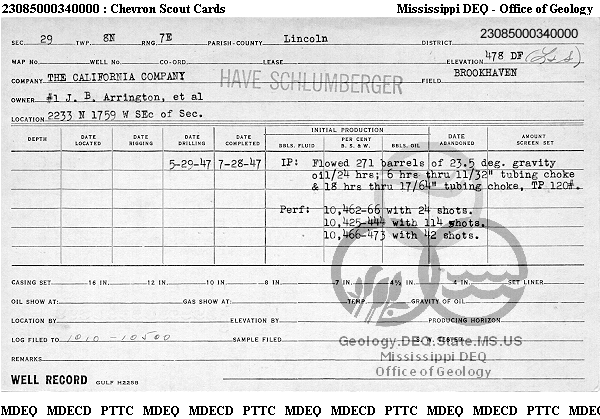 23085000340000 : Chevron Scout Cards Mississippi DEQ - Office of Geology
23085000340000
SEC. 29 TWP. 8N RNG. 7E PARISH-COUNTY Lincoln DISTRICT
MAP No. WELL No. CO-ORD. LEASE ELEVATION 478 DF
COMPANY THE CALIFORNIA COMPANY HAVE SCHLUMBERGER FIELD BROOKHAVEN
OWNER #1 J. B. Arrington, et al
LOCATION 2233 N 1759 W SEc of Sec.
DEPTH DATE LOCATED DATE RIGGING DATE DRILLING DATE COMPLETED INITIAL PRODUCTION BBLS. FLUID PER CENT B. S. & W. BBLS. OIL DATE ABANDONED AMOUNT SCREEN SET
5-29-47 7-28-47 IP: Flowed 271 barrels of 23.5 deg. gravity
oil/24 hrs; 6 hrs thru 11/32" tubing choke
& 18 hrs thru 17/64" tubing choke, TP 120#.
Perf: 10,462-66 with 24 shots.
10,425-444 with 114 shots.
10,466-473 with 42 shots.
CASING SET: 16 IN. 12 IN. 10 IN. 9 IN. 7 IN. 4½ IN. 4 IN. SET LINER
OIL SHOW AT: GAS SHOW AT: TEMP. GRAVITY OF OIL
LOCATION BY ELEVATION BY PRODUCING HORIZON
LOG FILED TO 1010 - 10500 SAMPLE FILED
Geology.DEQ.State.MS.US
REMARKS Mississippi DEQ
Office of Geology
WELL RECORD GULF H2258
MDEQ MDECD PTTC MDEQ MDECD PTTC MDEQ MDECD PTTC MDEQ MDECD PTTC MDEQ